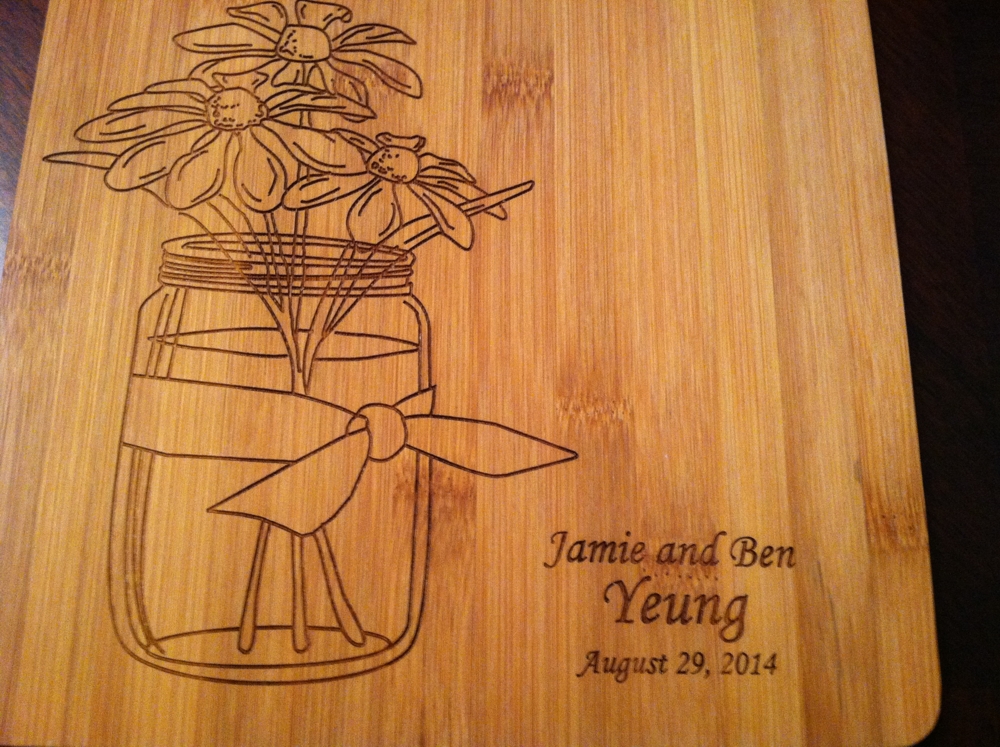 Jamie and Ben
Yeung
August 29, 2014